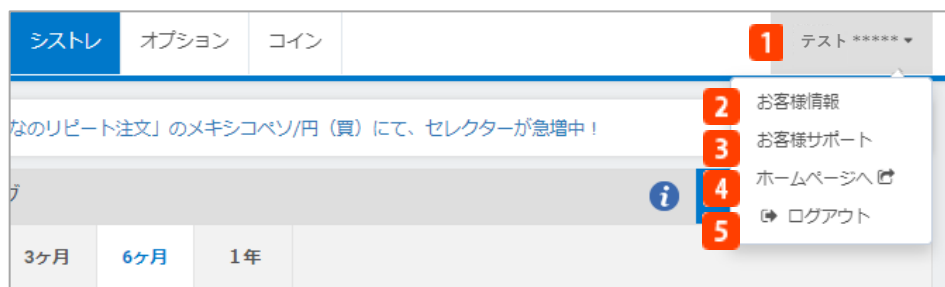 シストレ オプション コイン 1 テスト *****
2 お客様情報
なのリピート注文」のメキシコペソ/円（買）にて、セレクターが急増中！
3 お客様サポート
4 ホームページへ
5 ログアウト
3ヶ月 6ヶ月 1年